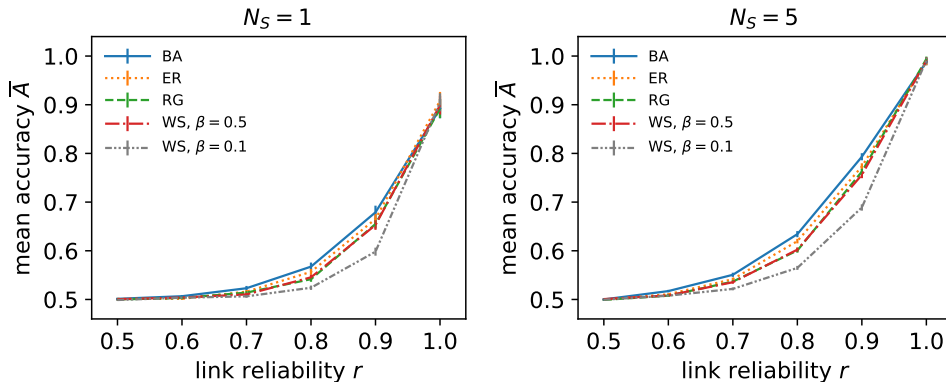 N_S = 1
mean accuracy A̅
1.0
0.9
0.8
0.7
0.6
0.5
BA
ER
RG
WS, β = 0.5
WS, β = 0.1
0.5 0.6 0.7 0.8 0.9 1.0
link reliability r
N_S = 5
mean accuracy A̅
1.0
0.9
0.8
0.7
0.6
0.5
BA
ER
RG
WS, β = 0.5
WS, β = 0.1
0.5 0.6 0.7 0.8 0.9 1.0
link reliability r